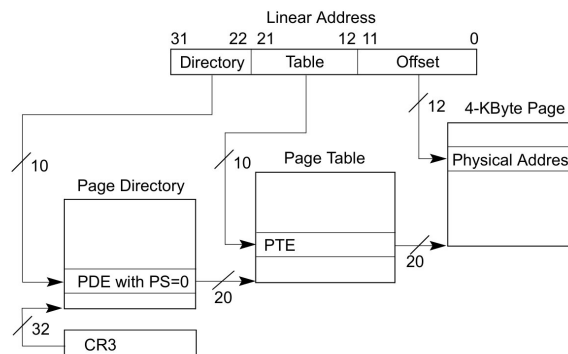 Linear Address
31 22 21 12 11 0
Directory Table Offset
12
4-KByte Page
10
10
Page Table
Physical Addres
Page Directory
PTE
20
PDE with PS=0
20
32
CR3